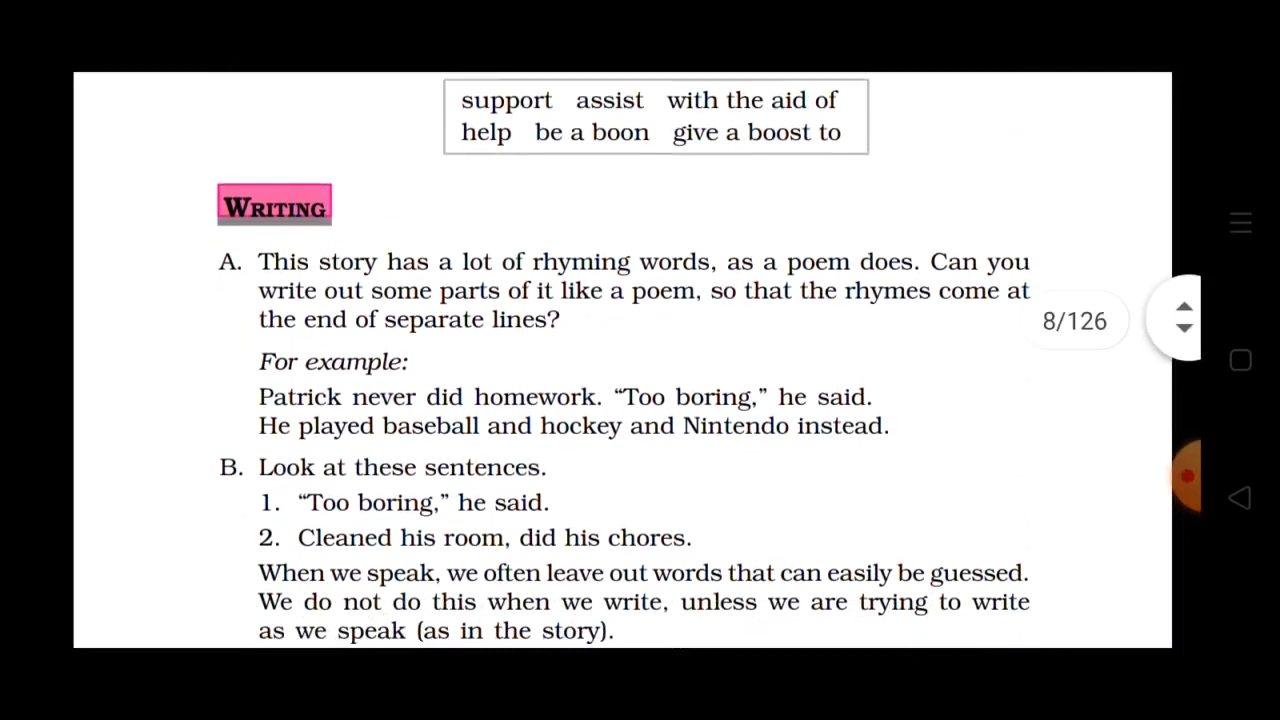 support assist with the aid of
help be a boon give a boost to
WRITING
A. This story has a lot of rhyming words, as a poem does. Can you
write out some parts of it like a poem, so that the rhymes come at
the end of separate lines?
For example:
Patrick never did homework. “Too boring,” he said.
He played baseball and hockey and Nintendo instead.
B. Look at these sentences.
1. “Too boring,” he said.
2. Cleaned his room, did his chores.
When we speak, we often leave out words that can easily be guessed.
We do not do this when we write, unless we are trying to write
as we speak (as in the story).
8/126